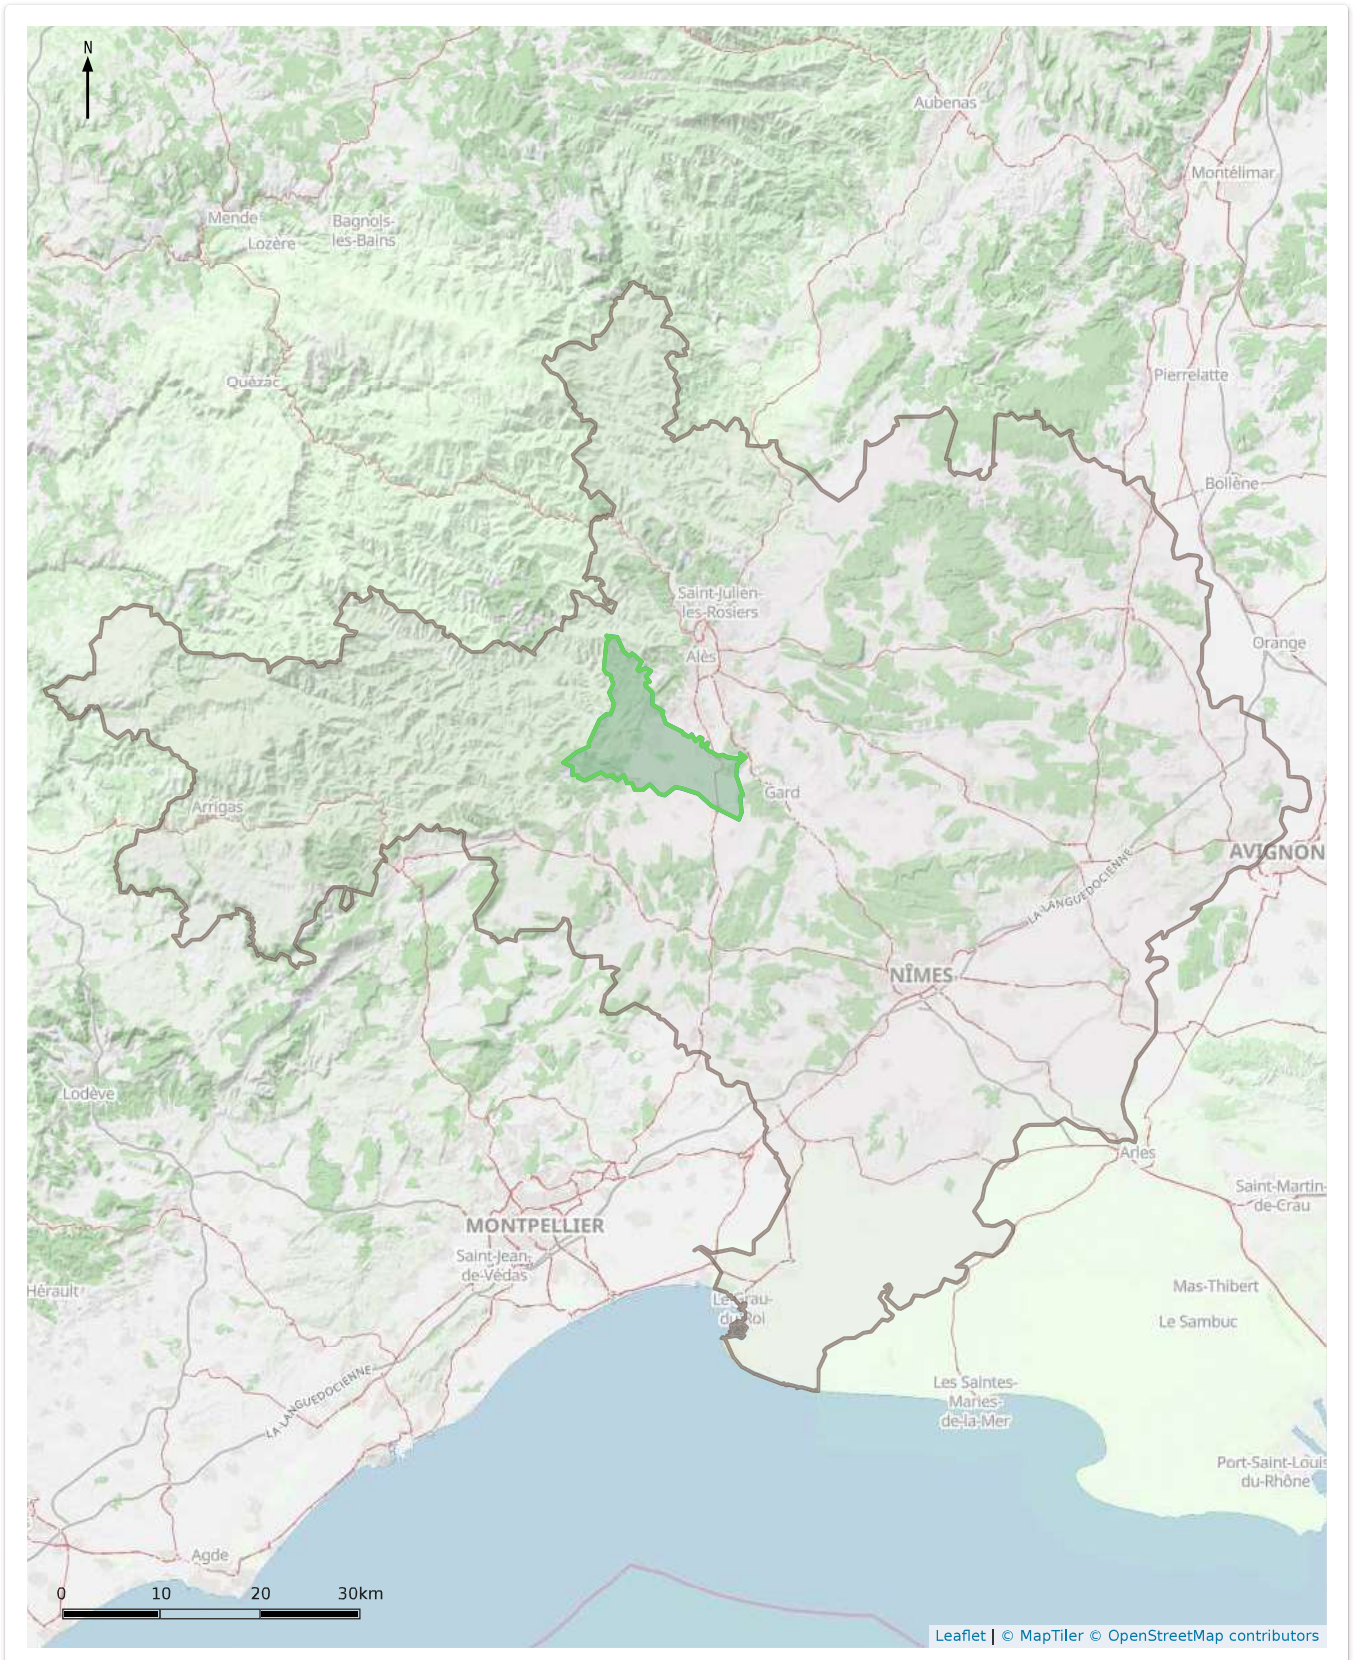 N
Aubenas
Montélimar
Mende
Bagnols-
les-Bains
Lozère
Quézac
Pierrelatte
Bollène
Saint-Julien-
les-Rosiers
Orange
Alès
Gard
Arrigas
AVIGNON
LA LANGUEDOCIENNE
NÎMES
Lodève
Arles
Saint-Martin-
de-Crau
MONTPELLIER
Saint-Jean-
de-Védas
Hérault
Mas-Thibert
Le Grau-
du-Roi
Le Sambuc
Les Saintes-
Maries-
de-la-Mer
LA LANGUEDOCIENNE
Port-Saint-Louis
du-Rhône
Agde
0 10 20 30km
Leaflet | © MapTiler © OpenStreetMap contributors